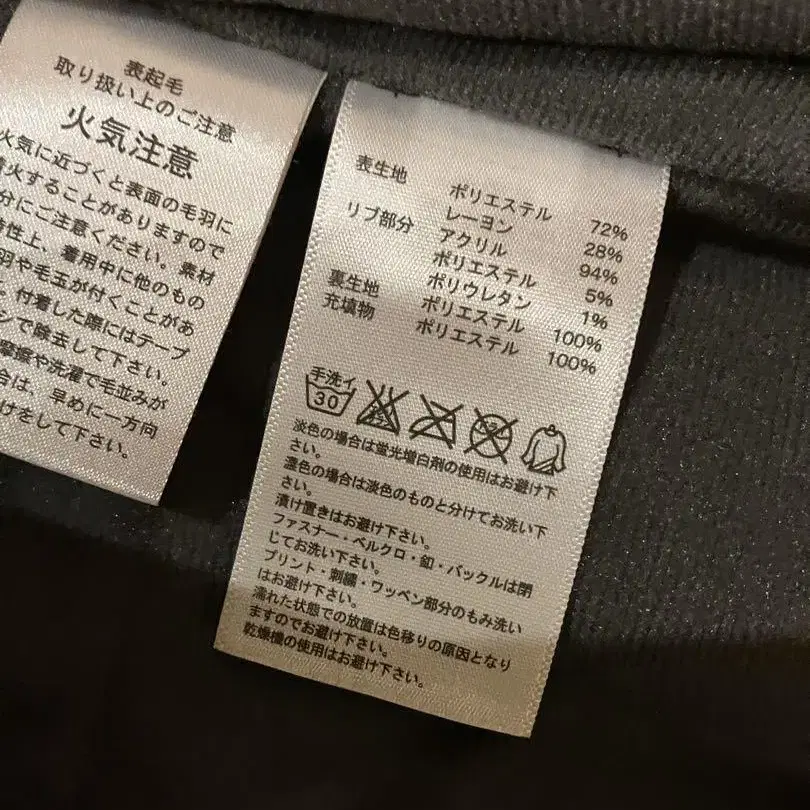 表起毛
取り扱い上のご注意
火気注意
火気に近づくと表面の毛羽に
火することがありますので
分にご注意ください。素材
特性上、着用中に他のもの
羽や毛玉が付くことがあ
。付着した際にはテープ
シで除去して下さい。
摩擦や洗濯で毛並みが
合は、早めに一方向
けをして下さい。
表生地 ポリエステル 72%
レーヨン 28%
リブ部分 アクリル 94%
ポリエステル 5%
ポリウレタン 1%
裏生地 ポリエステル 100%
充填物 ポリエステル 100%
手洗イ
30
淡色の場合は蛍光増白剤の使用はお避け下
さい。
濃色の場合は淡色のものと分けてお洗い下
さい。
漬け置きはお避け下さい。
ファスナー・ベルクロ・釦・バックルは閉
じてお洗い下さい。
プリント・刺繍・ワッペン部分のもみ洗い
はお避け下さい。
濡れた状態での放置は色移りの原因となり
ますのでお避け下さい。
乾燥機の使用はお避け下さい。